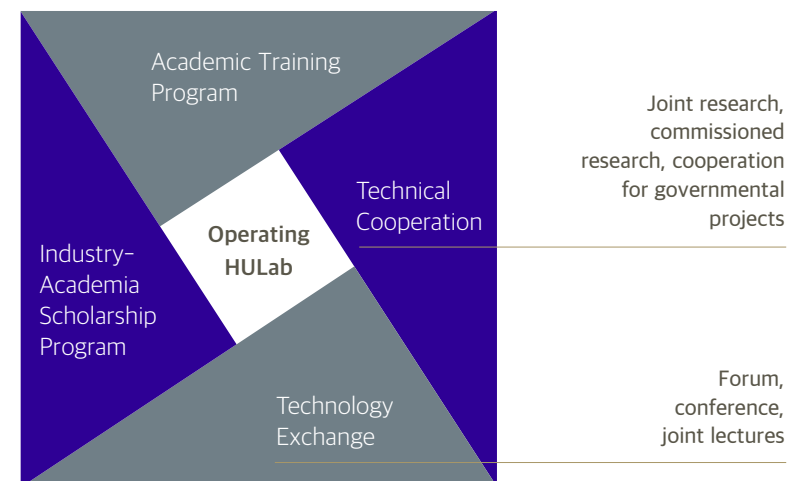 Academic Training
Program
Joint research,
commissioned
research, cooperation
for governmental
projects
Technical
Cooperation
Operating
HULab
Industry–
Academia
Scholarship
Program
Forum,
conference,
joint lectures
Technology
Exchange